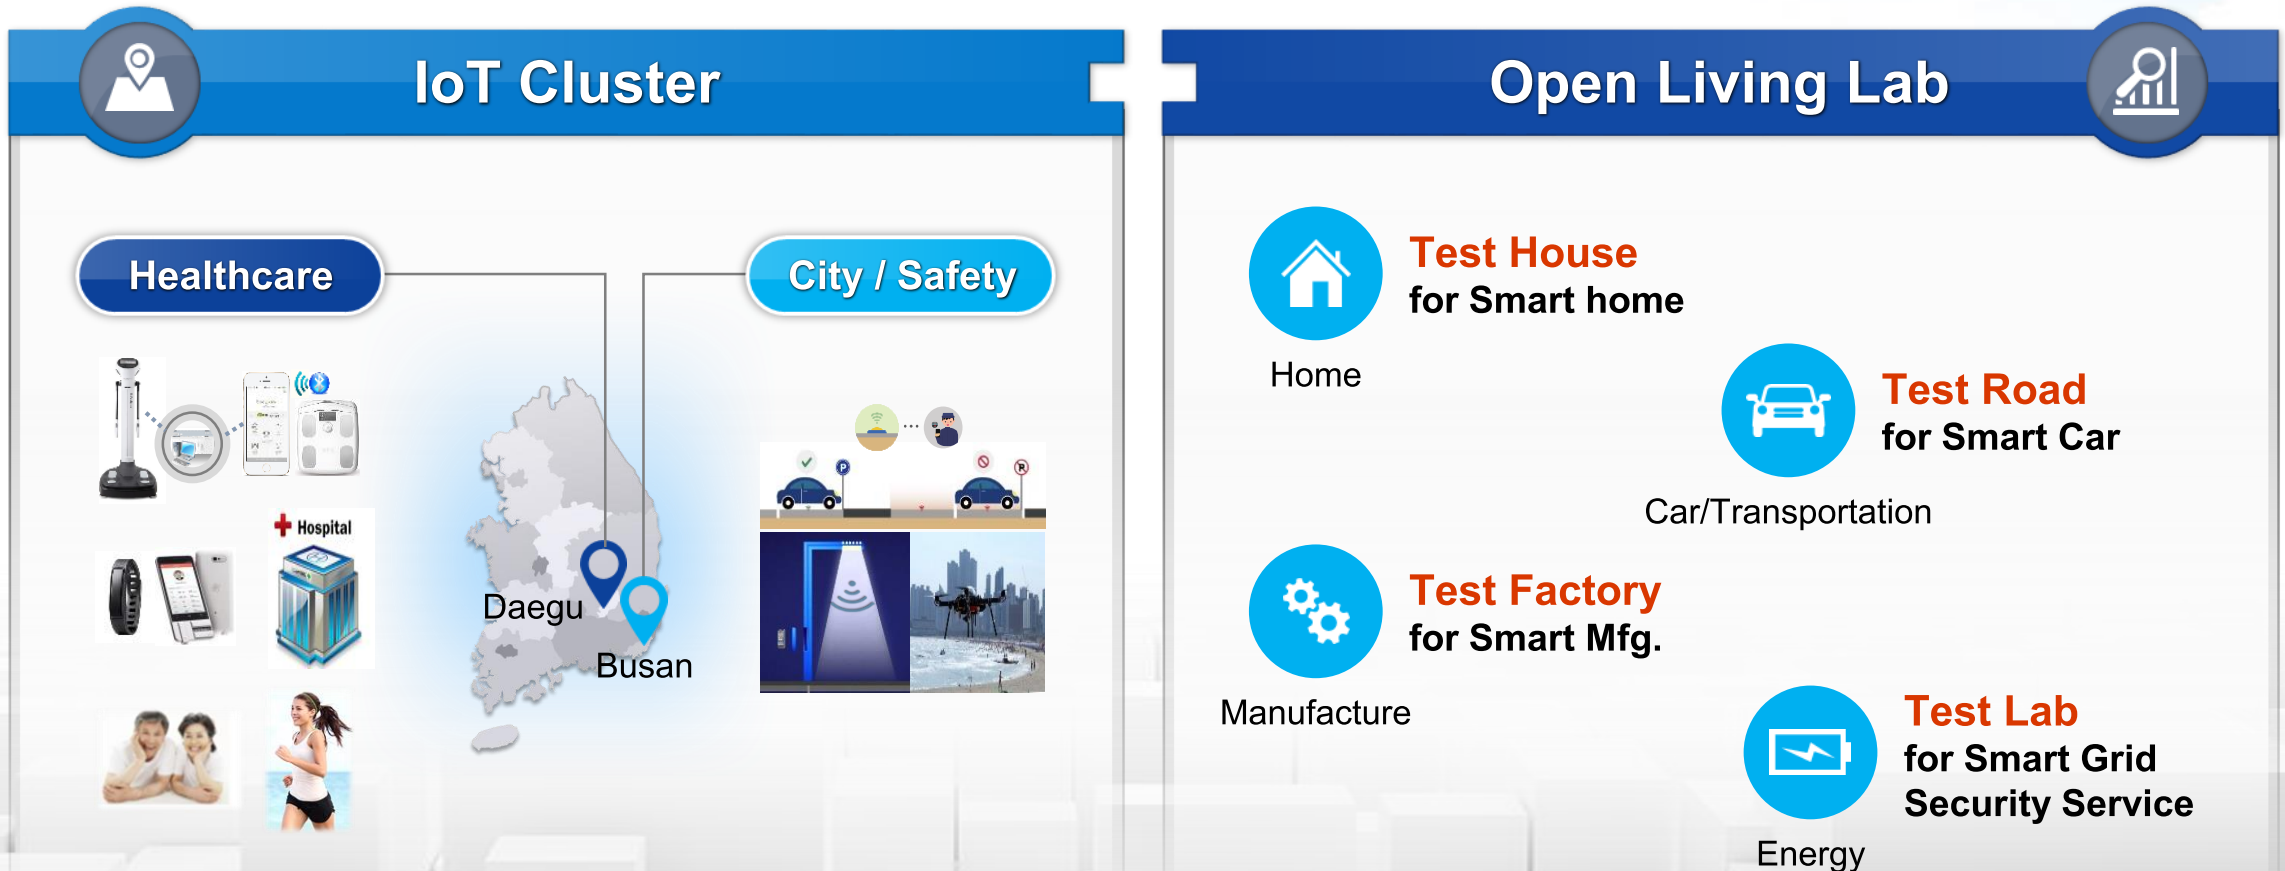 IoT Cluster
Healthcare
City / Safety
Hospital
P
Daegu
Busan
Open Living Lab
Test House
for Smart home
Home
Test Road
for Smart Car
Car/Transportation
Test Factory
for Smart Mfg.
Manufacture
Test Lab
for Smart Grid
Security Service
Energy